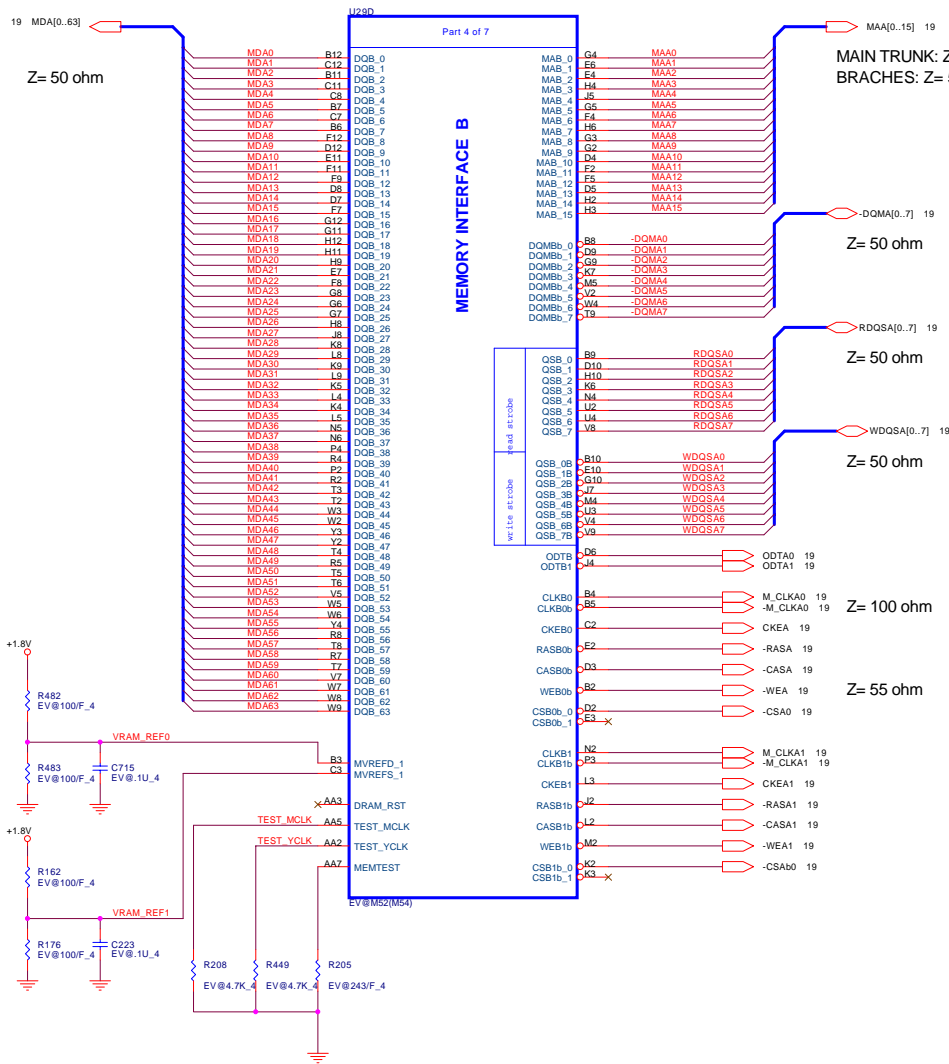 U29D
Part 4 of 7
19 MDA[0..63]
Z= 50 ohm
MDA0 B12 DQB_0
MDA1 C12 DQB_1
MDA2 B11 DQB_2
MDA3 C11 DQB_3
MDA4 C8 DQB_4
MDA5 B7 DQB_5
MDA6 C7 DQB_6
MDA7 B6 DQB_7
MDA8 F12 DQB_8
MDA9 D12 DQB_9
MDA10 E11 DQB_10
MDA11 F11 DQB_11
MDA12 F9 DQB_12
MDA13 D8 DQB_13
MDA14 D7 DQB_14
MDA15 F7 DQB_15
MDA16 G12 DQB_16
MDA17 G11 DQB_17
MDA18 H12 DQB_18
MDA19 H11 DQB_19
MDA20 H9 DQB_20
MDA21 E7 DQB_21
MDA22 F8 DQB_22
MDA23 G8 DQB_23
MDA24 G6 DQB_24
MDA25 G7 DQB_25
MDA26 H8 DQB_26
MDA27 J8 DQB_27
MDA28 K8 DQB_28
MDA29 L8 DQB_29
MDA30 K9 DQB_30
MDA31 L9 DQB_31
MDA32 K5 DQB_32
MDA33 L4 DQB_33
MDA34 K4 DQB_34
MDA35 L5 DQB_35
MDA36 N5 DQB_36
MDA37 N6 DQB_37
MDA38 P4 DQB_38
MDA39 R4 DQB_39
MDA40 P2 DQB_40
MDA41 R2 DQB_41
MDA42 T3 DQB_42
MDA43 T2 DQB_43
MDA44 W3 DQB_44
MDA45 W2 DQB_45
MDA46 Y3 DQB_46
MDA47 Y2 DQB_47
MDA48 T4 DQB_48
MDA49 R5 DQB_49
MDA50 T5 DQB_50
MDA51 T6 DQB_51
MDA52 V5 DQB_52
MDA53 W5 DQB_53
MDA54 W6 DQB_54
MDA55 Y4 DQB_55
MDA56 R8 DQB_56
MDA57 T8 DQB_57
MDA58 R7 DQB_58
MDA59 T7 DQB_59
MDA60 V7 DQB_60
MDA61 W7 DQB_61
MDA62 W8 DQB_62
MDA63 W9 DQB_63
VRAM_REF0 B3 MVREFD_1
C3 MVREFS_1
AA3 DRAM_RST
TEST_MCLK AA5 TEST_MCLK
TEST_YCLK AA2 TEST_YCLK
AA7 MEMTEST
EV@M52(M54)
MEMORY INTERFACE B
read strobe
write strobe
MAB_0 G4 MAA0
MAB_1 E6 MAA1
MAB_2 E4 MAA2
MAB_3 H4 MAA3
MAB_4 J5 MAA4
MAB_5 G5 MAA5
MAB_6 F4 MAA6
MAB_7 H6 MAA7
MAB_8 G3 MAA8
MAB_9 G2 MAA9
MAB_10 D4 MAA10
MAB_11 F2 MAA11
MAB_12 F5 MAA12
MAB_13 D5 MAA13
MAB_14 H2 MAA14
MAB_15 H3 MAA15
MAA[0..15] 19
MAIN TRUNK: Z
BRACHES: Z= 5
DQMBb_0 B8 -DQMA0
DQMBb_1 D9 -DQMA1
DQMBb_2 G9 -DQMA2
DQMBb_3 K7 -DQMA3
DQMBb_4 M5 -DQMA4
DQMBb_5 V2 -DQMA5
DQMBb_6 W4 -DQMA6
DQMBb_7 T9 -DQMA7
-DQMA[0..7] 19
Z= 50 ohm
QSB_0 B9 RDQSA0
QSB_1 D10 RDQSA1
QSB_2 H10 RDQSA2
QSB_3 K6 RDQSA3
QSB_4 N4 RDQSA4
QSB_5 U2 RDQSA5
QSB_6 U4 RDQSA6
QSB_7 V8 RDQSA7
RDQSA[0..7] 19
Z= 50 ohm
QSB_0B B10 WDQSA0
QSB_1B E10 WDQSA1
QSB_2B G10 WDQSA2
QSB_3B J7 WDQSA3
QSB_4B M4 WDQSA4
QSB_5B U3 WDQSA5
QSB_6B V4 WDQSA6
QSB_7B V9 WDQSA7
WDQSA[0..7] 19
Z= 50 ohm
ODTB D6 ODTA0 19
ODTB1 J4 ODTA1 19
CLKB0 B4 M_CLKA0 19
CLKB0b B5 -M_CLKA0 19
Z= 100 ohm
CKEB0 C2 CKEA 19
RASB0b E2 -RASA 19
CASB0b D3 -CASA 19
WEB0b B2 -WEA 19
Z= 55 ohm
CSB0b_0 D2 -CSA0 19
CSB0b_1 E3
CLKB1 N2 M_CLKA1 19
CLKB1b P3 -M_CLKA1 19
CKEB1 L3 CKEA1 19
RASB1b J2 -RASA1 19
CASB1b L2 -CASA1 19
WEB1b M2 -WEA1 19
CSB1b_0 K2 -CSAb0 19
CSB1b_1 K3
+1.8V
R482
EV@100/F_4
R483
EV@100/F_4
C715
EV@.1U_4
+1.8V
R162
EV@100/F_4
VRAM_REF1
R176
EV@100/F_4
C223
EV@.1U_4
R208
EV@4.7K_4
R449
EV@4.7K_4
R205
EV@243/F_4